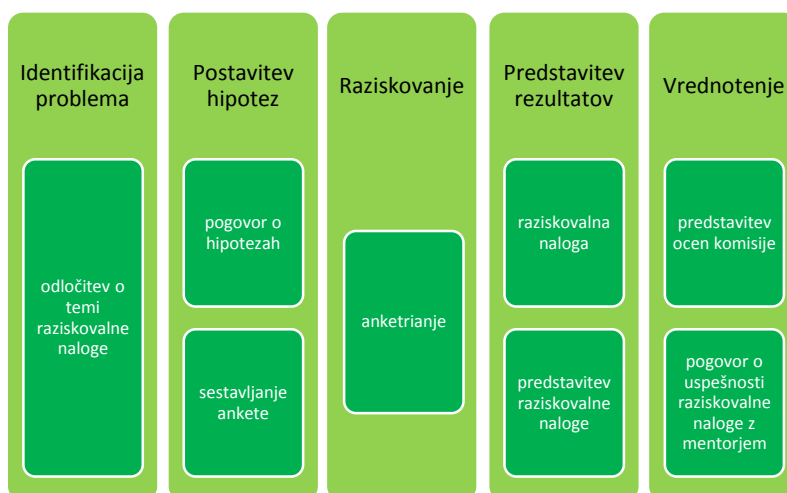 Identifikacija
problema
odločitev o
temi
raziskovalne
naloge
Postavitev
hipotez
pogovor o
hipotezah
sestavljanje
ankete
Raziskovanje
anketrianje
Predstavitev
rezultatov
raziskovalna
naloga
predstavitev
raziskovalne
naloge
Vrednotenje
predstavitev
ocen komisije
pogovor o
uspešnosti
raziskovalne
naloge z
mentorjem